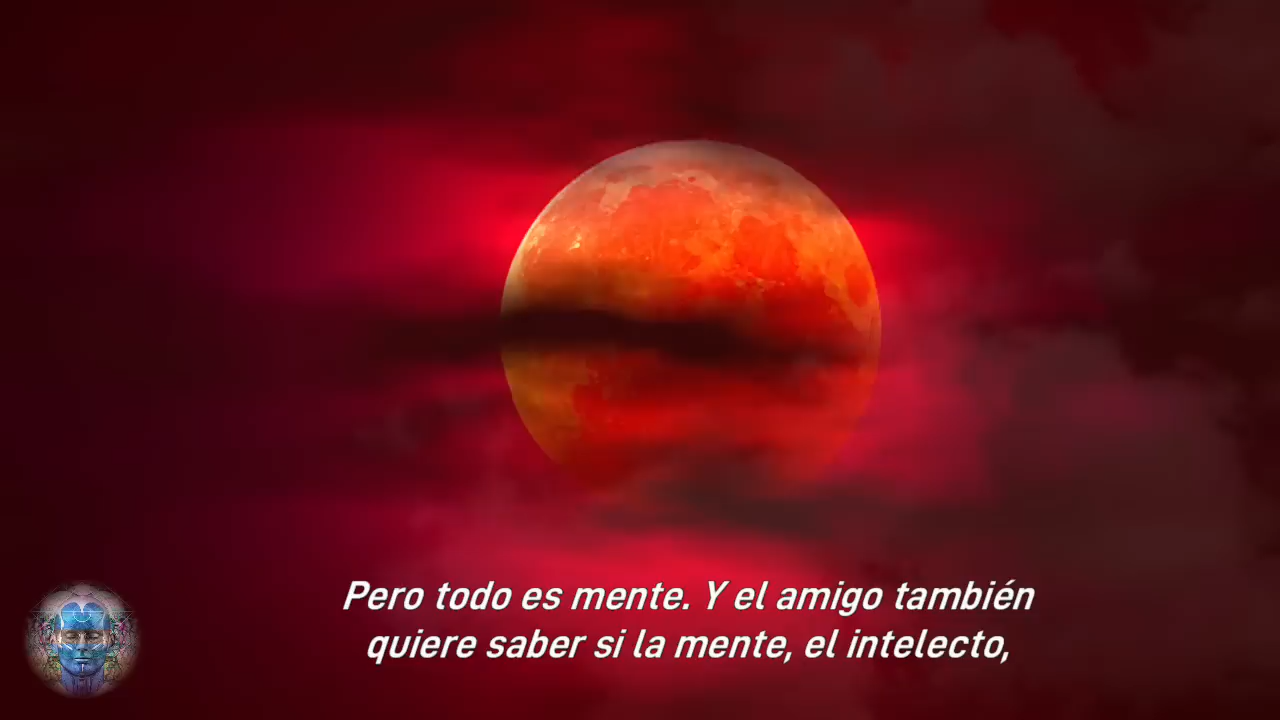 Pero todo es mente. Y el amigo también
quiere saber si la mente, el intelecto,